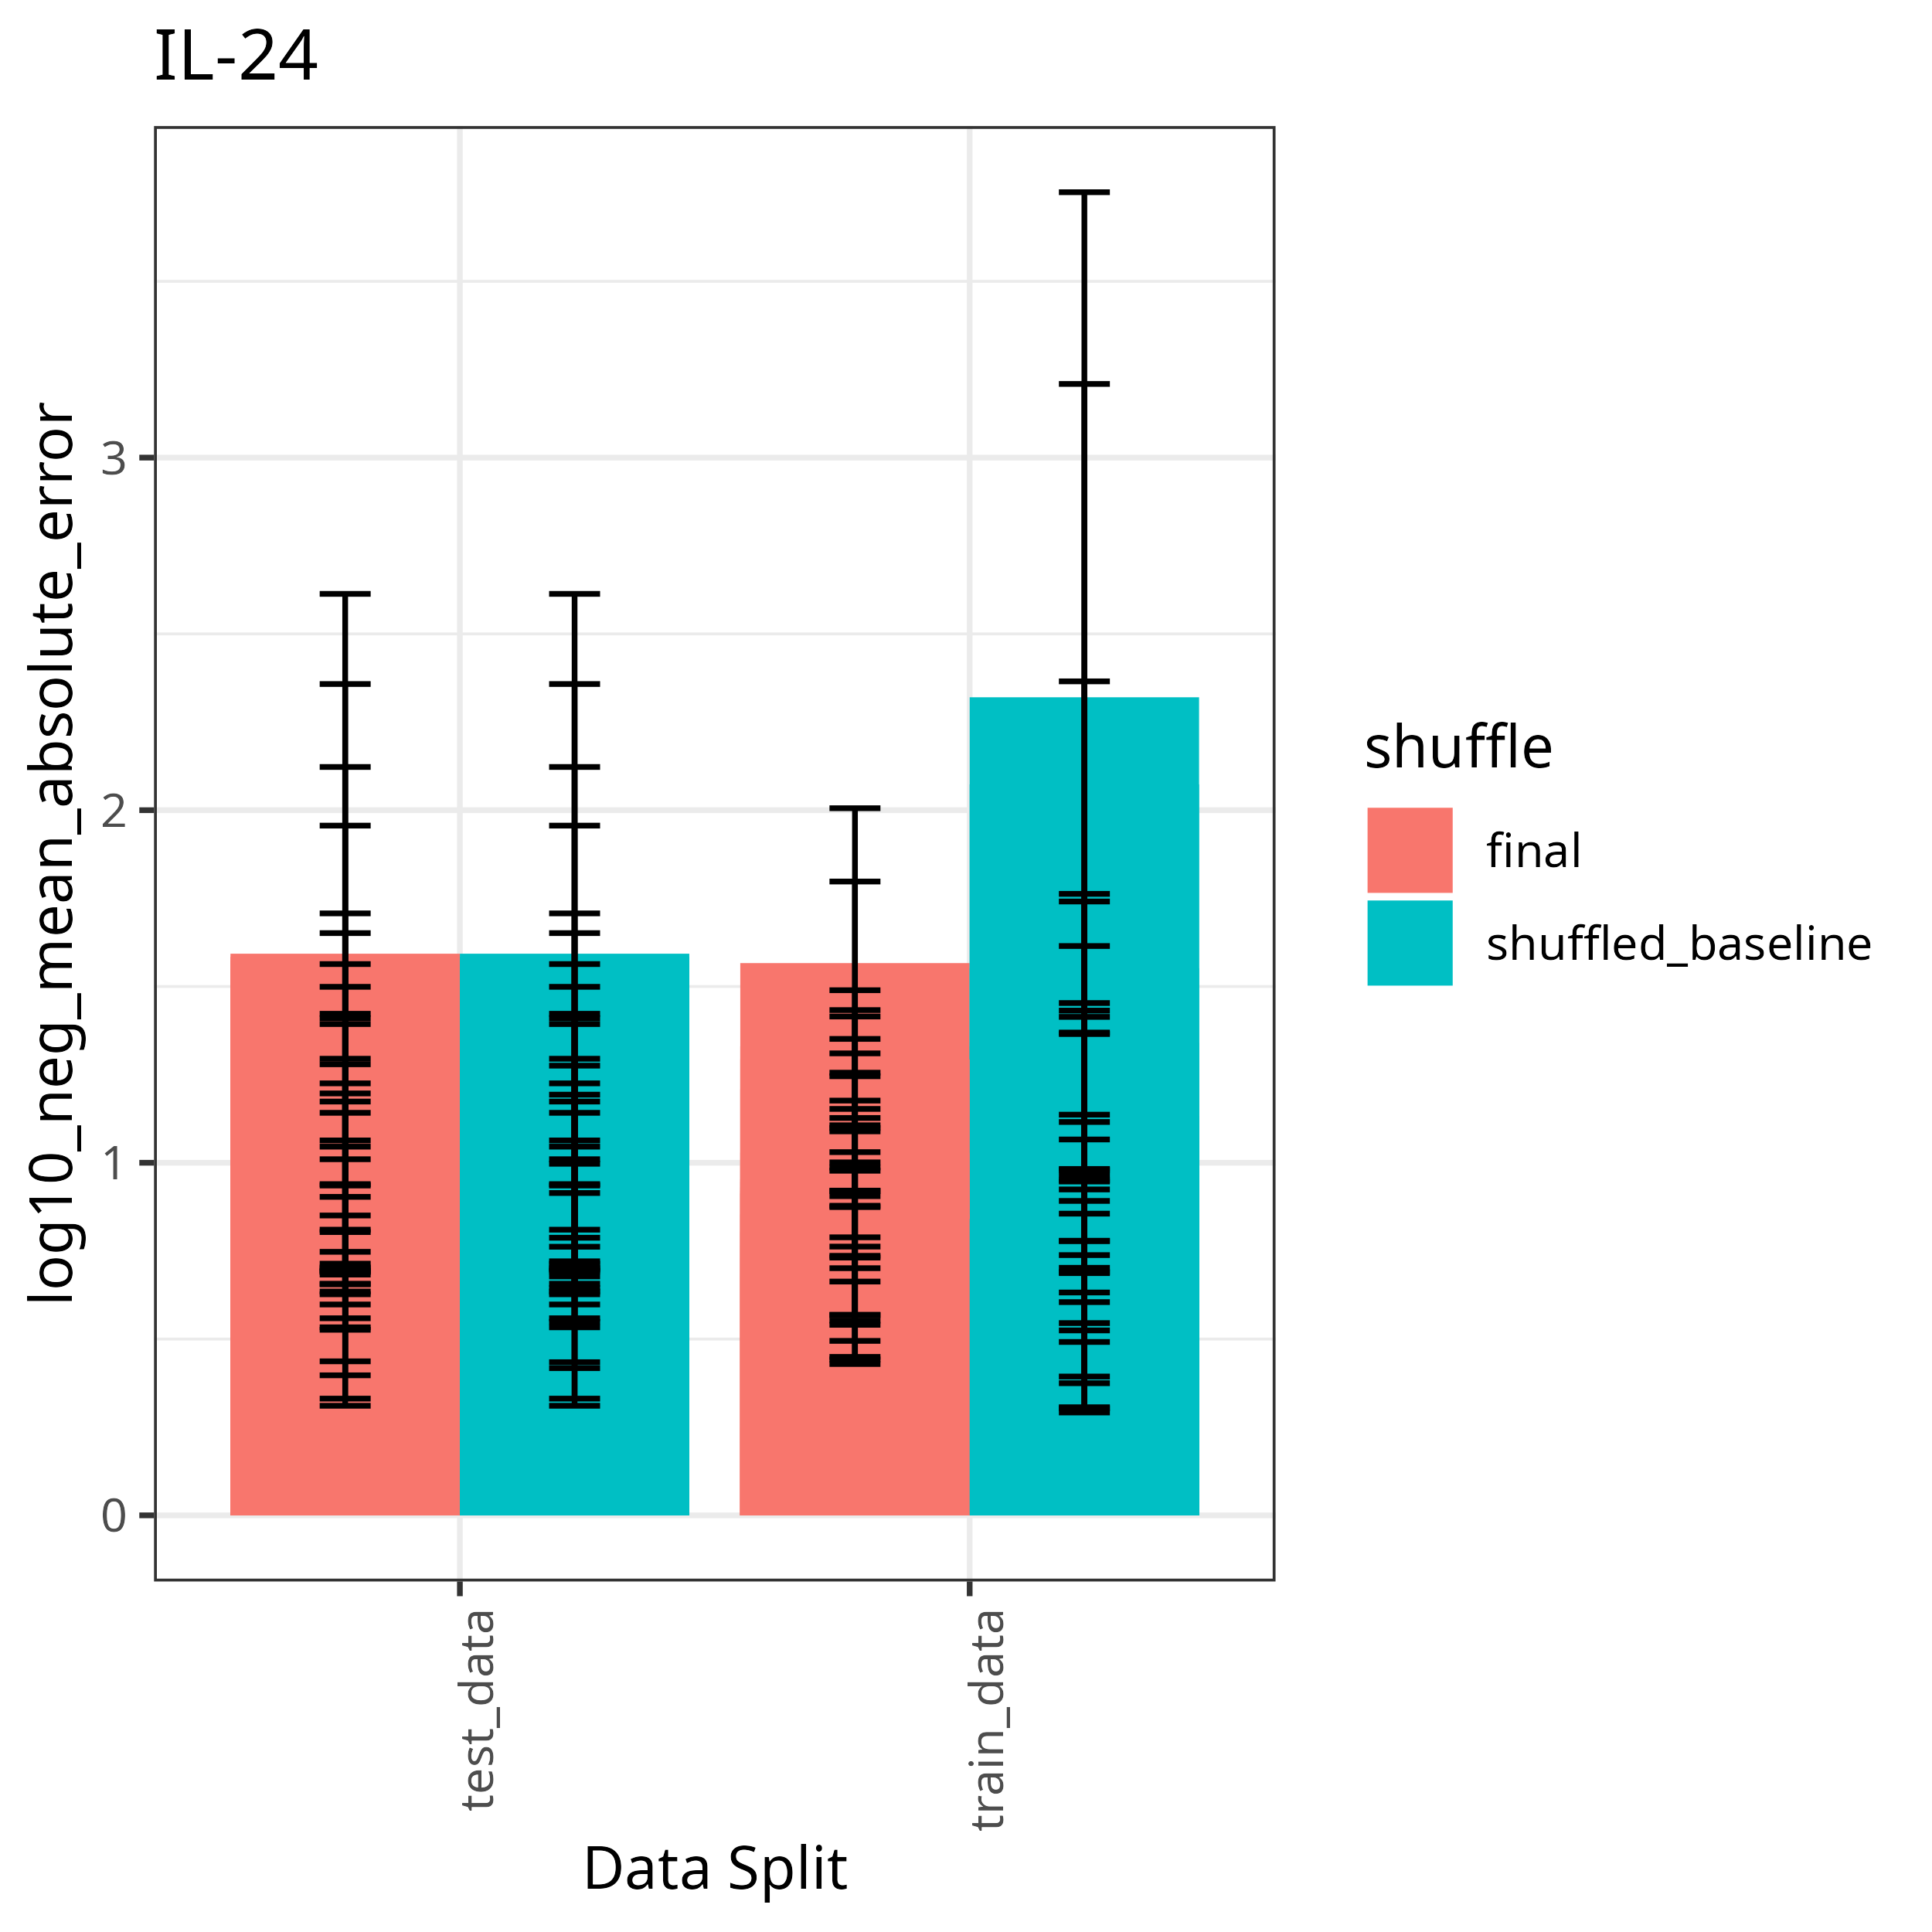 IL-24
log10_neg_mean_absolute_error
3
2
1
0
test_data
train_data
Data Split
shuffle
final
shuffled_baseline